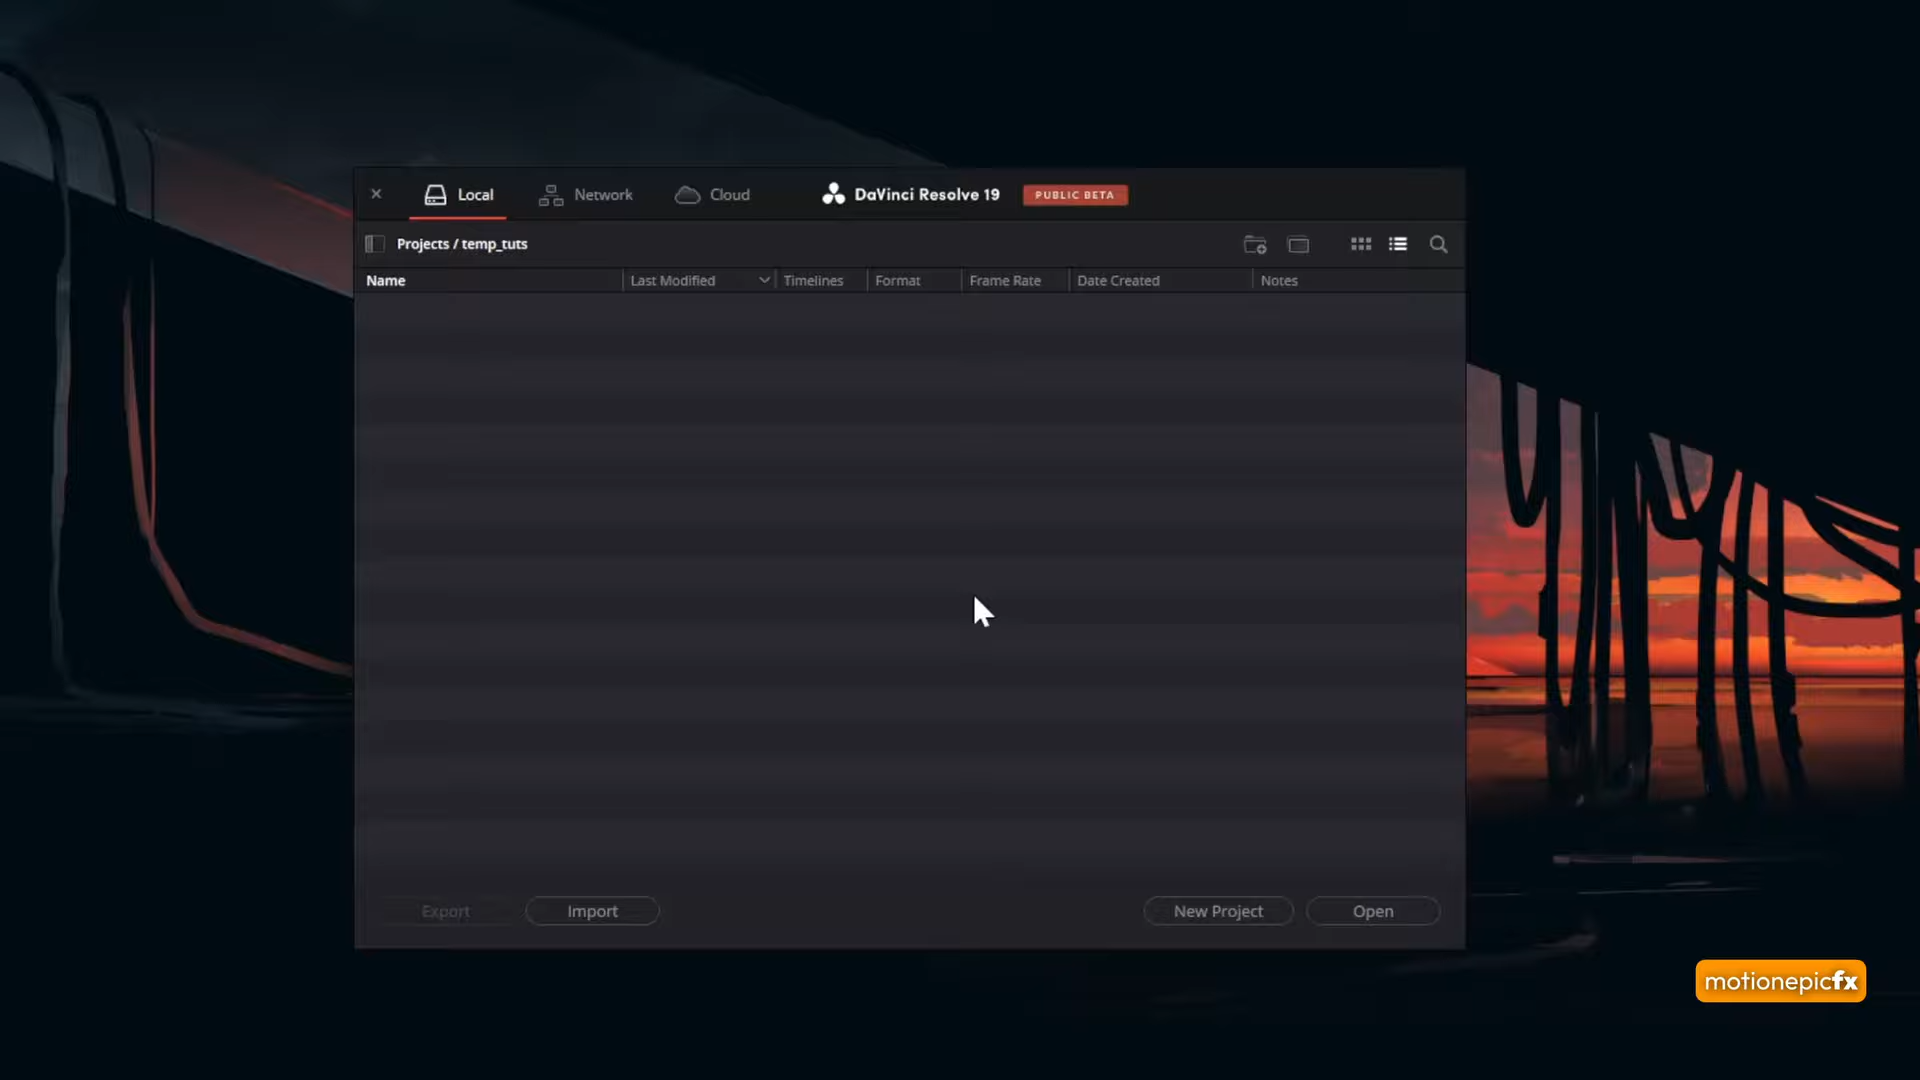 Local Network Cloud DaVinci Resolve 19 PUBLIC BETA
Projects / temp_tuts
Name Last Modified Timelines Format Frame Rate Date Created Notes
Export Import New Project Open
motionepicfx